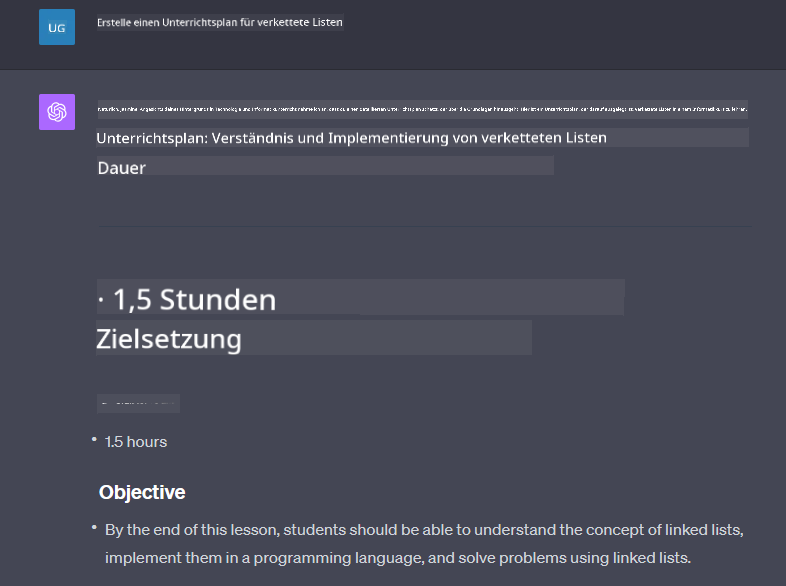 UG
Erstelle einen Unterrichtsplan für verkettete Listen
Unterrichtsplan: Verständnis und Implementierung von verketteten Listen
Dauer
· 1,5 Stunden
Zielsetzung
• 1.5 hours
Objective
• By the end of this lesson, students should be able to understand the concept of linked lists,
implement them in a programming language, and solve problems using linked lists.